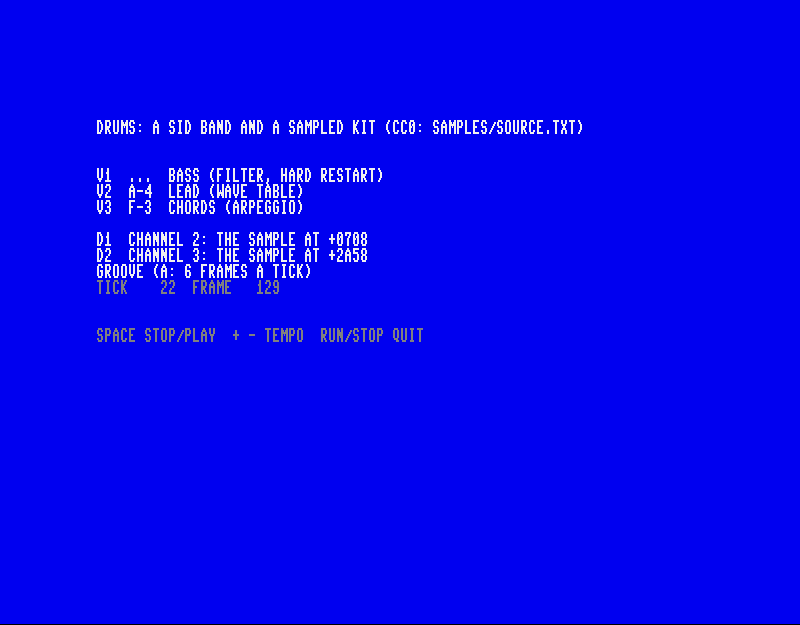 DRUMS: A SID BAND AND A SAMPLED KIT (CC0: SAMPLES/SOURCE.TXT)
V1  ...  BASS (FILTER, HARD RESTART)
V2  A-4  LEAD (WAVE TABLE)
V3  F-3  CHORDS (ARPEGGIO)
D1  CHANNEL 2: THE SAMPLE AT +0708
D2  CHANNEL 3: THE SAMPLE AT +2A58
GROOVE (A: 6 FRAMES A TICK)
TICK    22  FRAME   129
SPACE STOP/PLAY  + - TEMPO  RUN/STOP QUIT